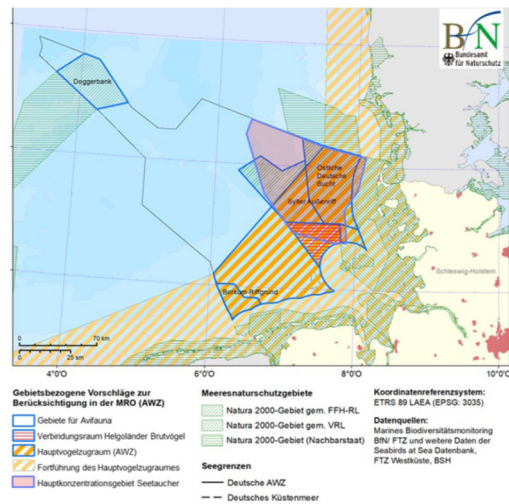 BfN
Bundesamt
für Naturschutz
Doggerbank
Östliche
Deutsche
Bucht
Sylter Außenriff
Borkum-Riffgrund
Schleswig-Holstein
0 70 km
0 25 sm
4°0'O 6°0'O 8°0'O 10°0'O
Gebietsbezogene Vorschläge zur
Berücksichtigung in der MRO (AWZ)
Gebiete für Avifauna
Verbindungsraum Helgoländer Brutvögel
Hauptvogelzugraum (AWZ)
Fortführung des Hauptvogelzugraumes
Hauptkonzentrationsgebiet Seetaucher
Meeresnaturschutzgebiete
Natura 2000-Gebiet gem. FFH-RL
Natura 2000-Gebiet gem. VRL
Natura 2000-Gebiet (Nachbarstaat)
Seegrenzen
Deutsche AWZ
Deutsches Küstenmeer
Koordinatenreferenzsystem:
ETRS 89 LAEA (EPSG: 3035)
Datenquellen:
Marines Biodiversitätsmonitoring
BfN/ FTZ und weitere Daten der
Seabirds at Sea Datenbank,
FTZ Westküste, BSH